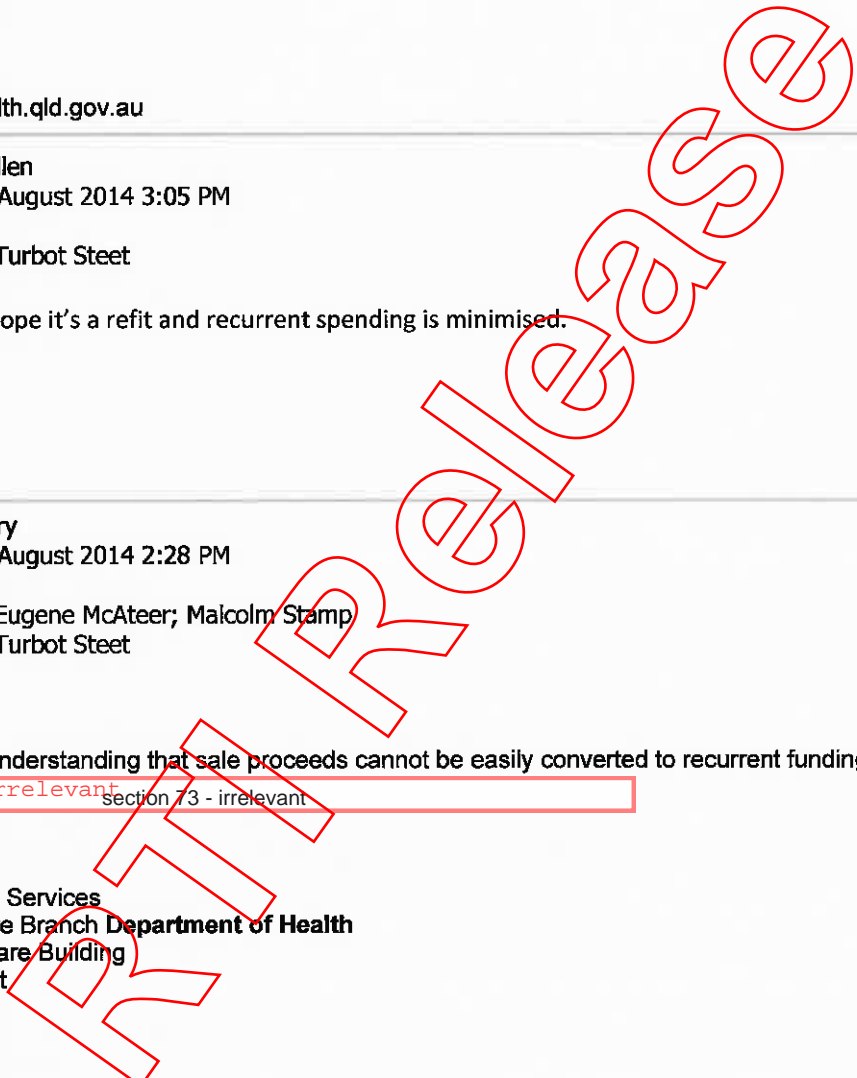 lth.qld.gov.au
llen
August 2014 3:05 PM
Turbot Steet
ope it's a refit and recurrent spending is minimised.
ry
August 2014 2:28 PM
Eugene McAteer; Malcolm Stamp
Turbot Steet
nderstanding that sale proceeds cannot be easily converted to recurrent funding
rrelevant
section 73 - irrelevant
Services
e Branch Department of Health
are Building
t
RTI Release